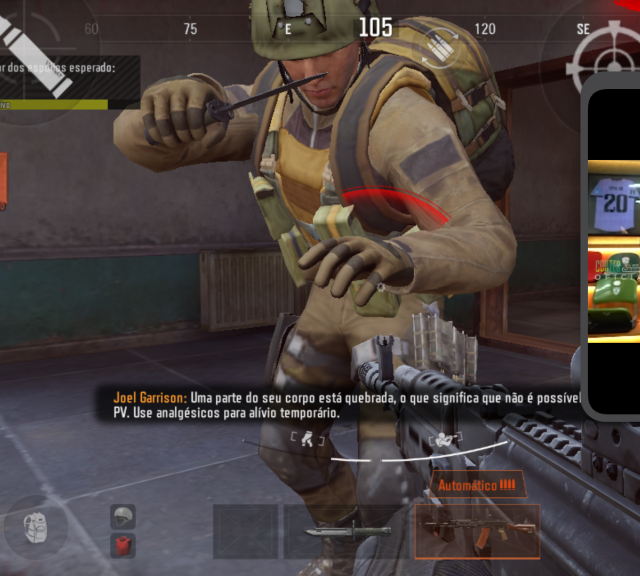 60
75
E
105
120
SE
or dos espólios esperado:
20
Joel Garrison: Uma parte do seu corpo está quebrada, o que significa que não é possível
PV. Use analgésicos para alívio temporário.
Automático